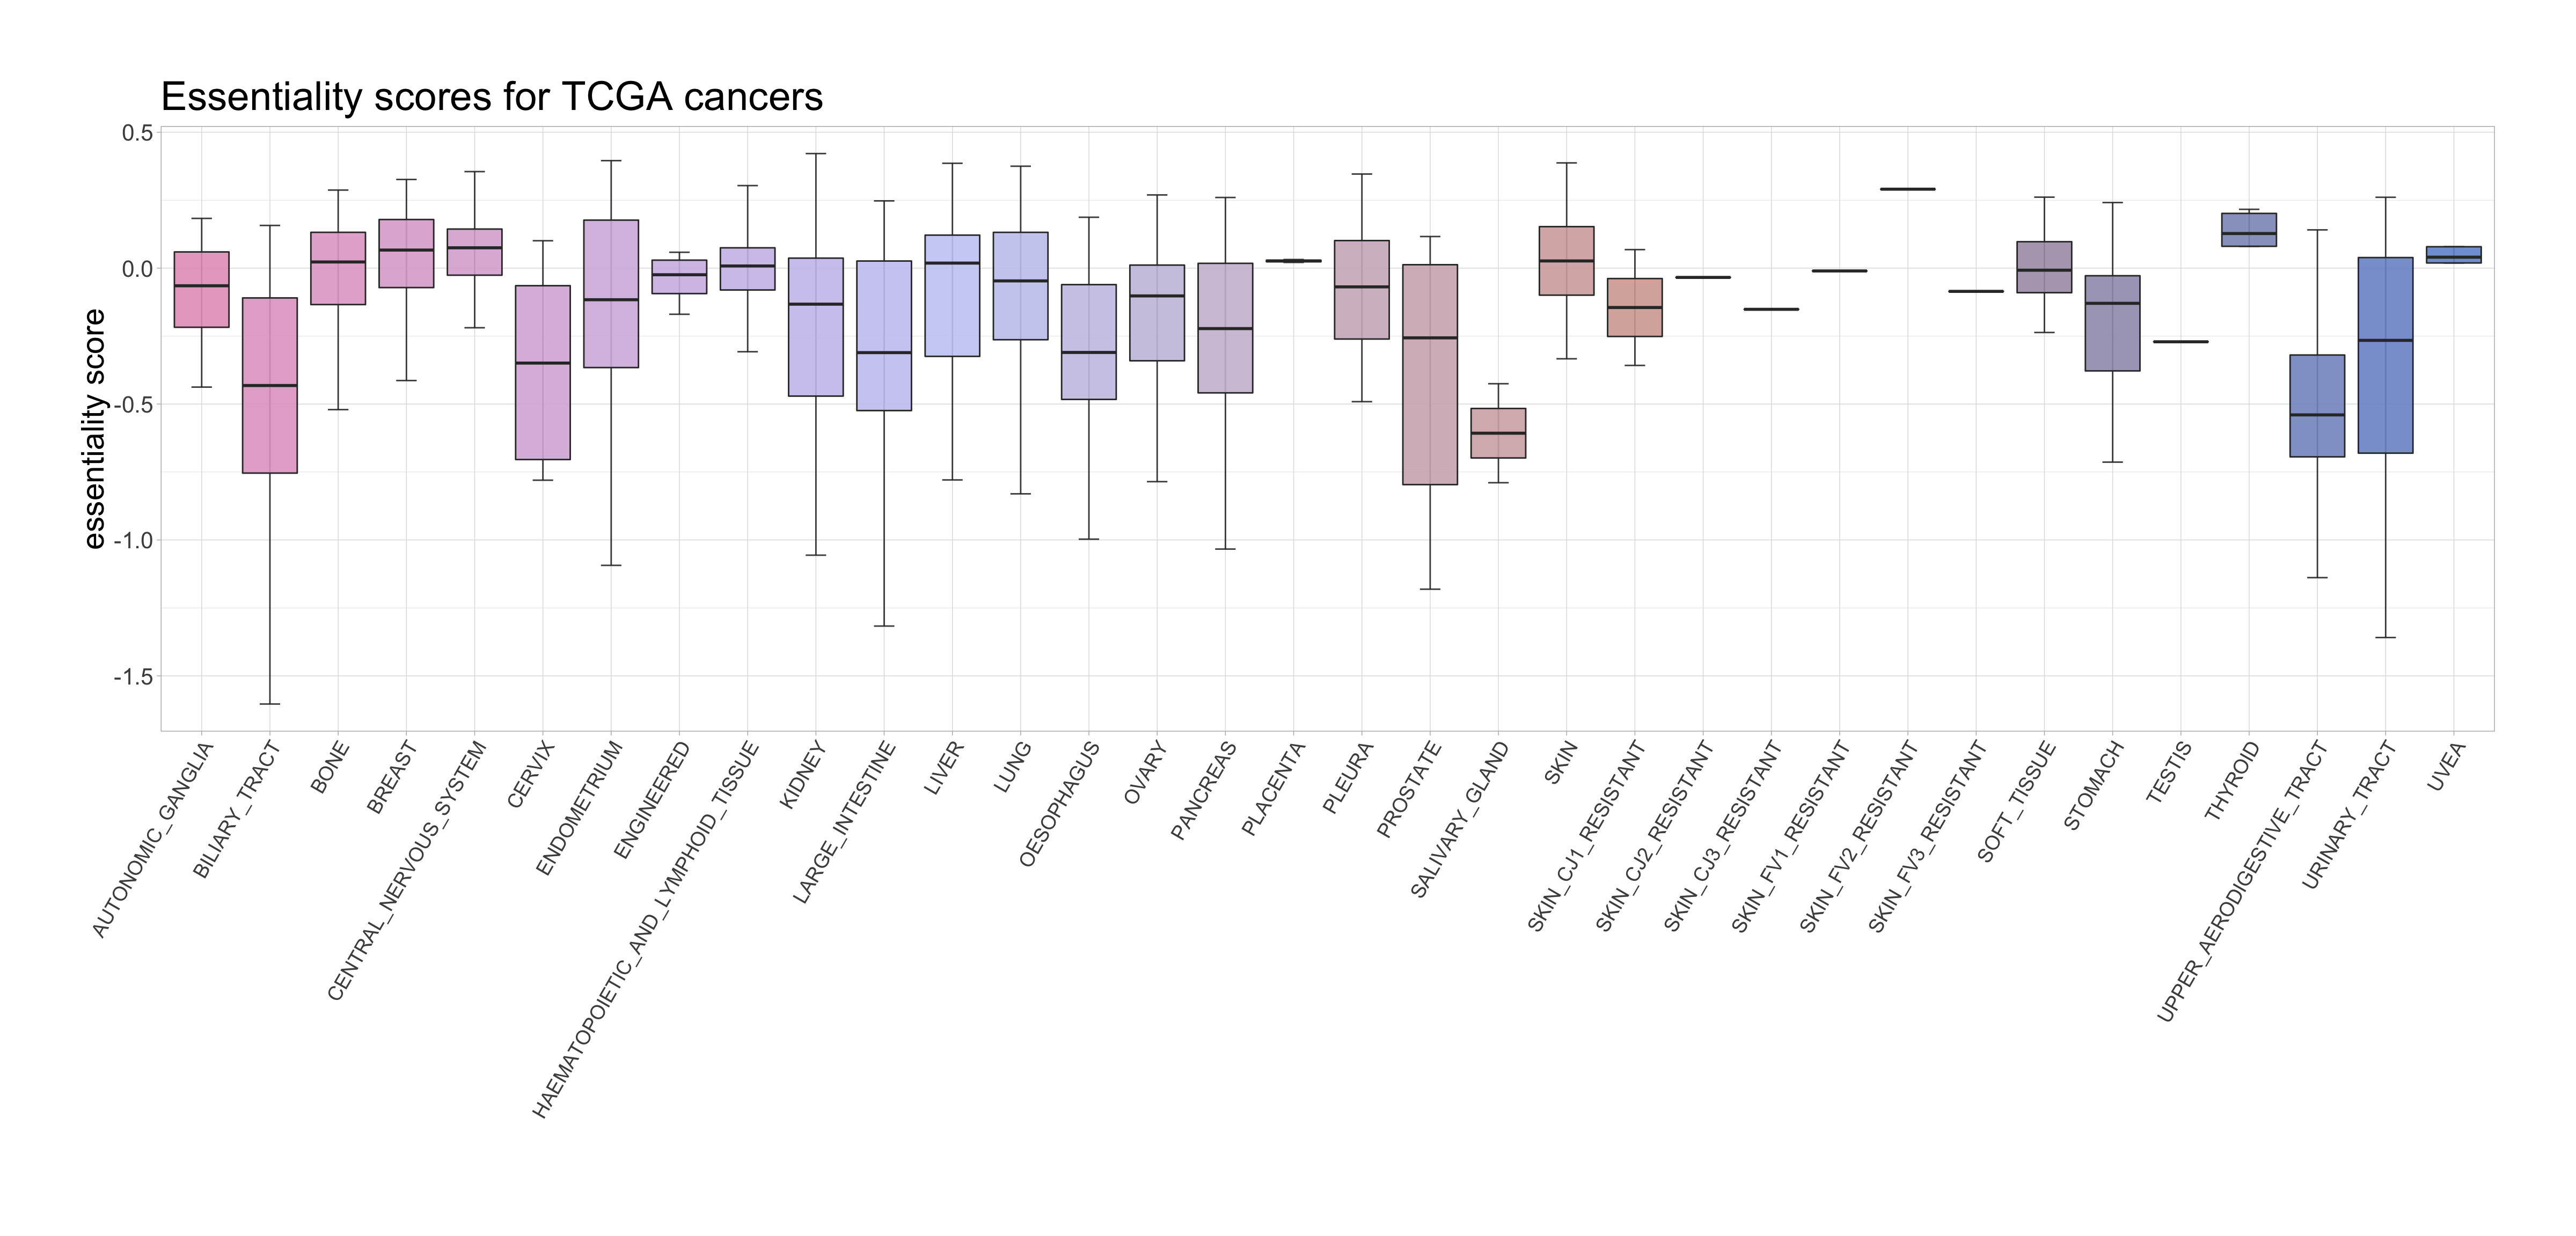 Essentiality scores for TCGA cancers
essentiality score
0.5
0.0
-0.5
-1.0
-1.5
AUTONOMIC_GANGLIA
BILIARY_TRACT
BONE
BREAST
CENTRAL_NERVOUS_SYSTEM
CERVIX
ENDOMETRIUM
ENGINEERED
HAEMATOPOIETIC_AND_LYMPHOID_TISSUE
KIDNEY
LARGE_INTESTINE
LIVER
LUNG
OESOPHAGUS
OVARY
PANCREAS
PLACENTA
PLEURA
PROSTATE
SALIVARY_GLAND
SKIN
SKIN_CJ1_RESISTANT
SKIN_CJ2_RESISTANT
SKIN_CJ3_RESISTANT
SKIN_FV1_RESISTANT
SKIN_FV2_RESISTANT
SKIN_FV3_RESISTANT
SOFT_TISSUE
STOMACH
TESTIS
THYROID
UPPER_AERODIGESTIVE_TRACT
URINARY_TRACT
UVEA